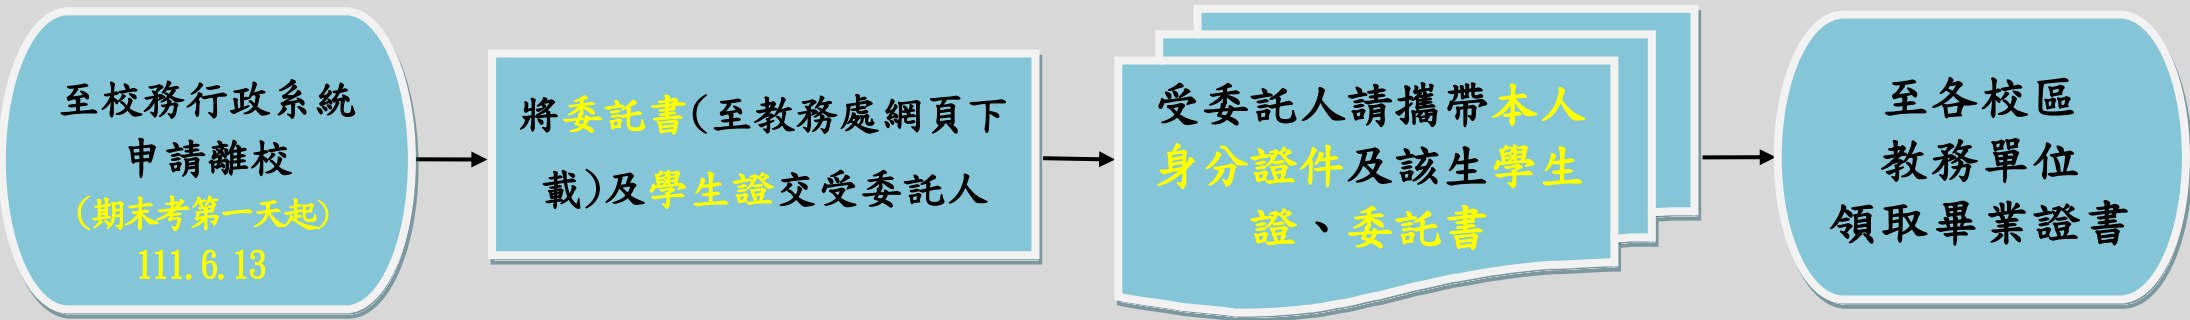 至校務行政系統
申請離校
(期末考第一天起)
111.6.13
將委託書(至教務處網頁下
載)及學生證交受委託人
受委託人請攜帶本人
身分證件及該生學生
證、委託書
至各校區
教務單位
領取畢業證書